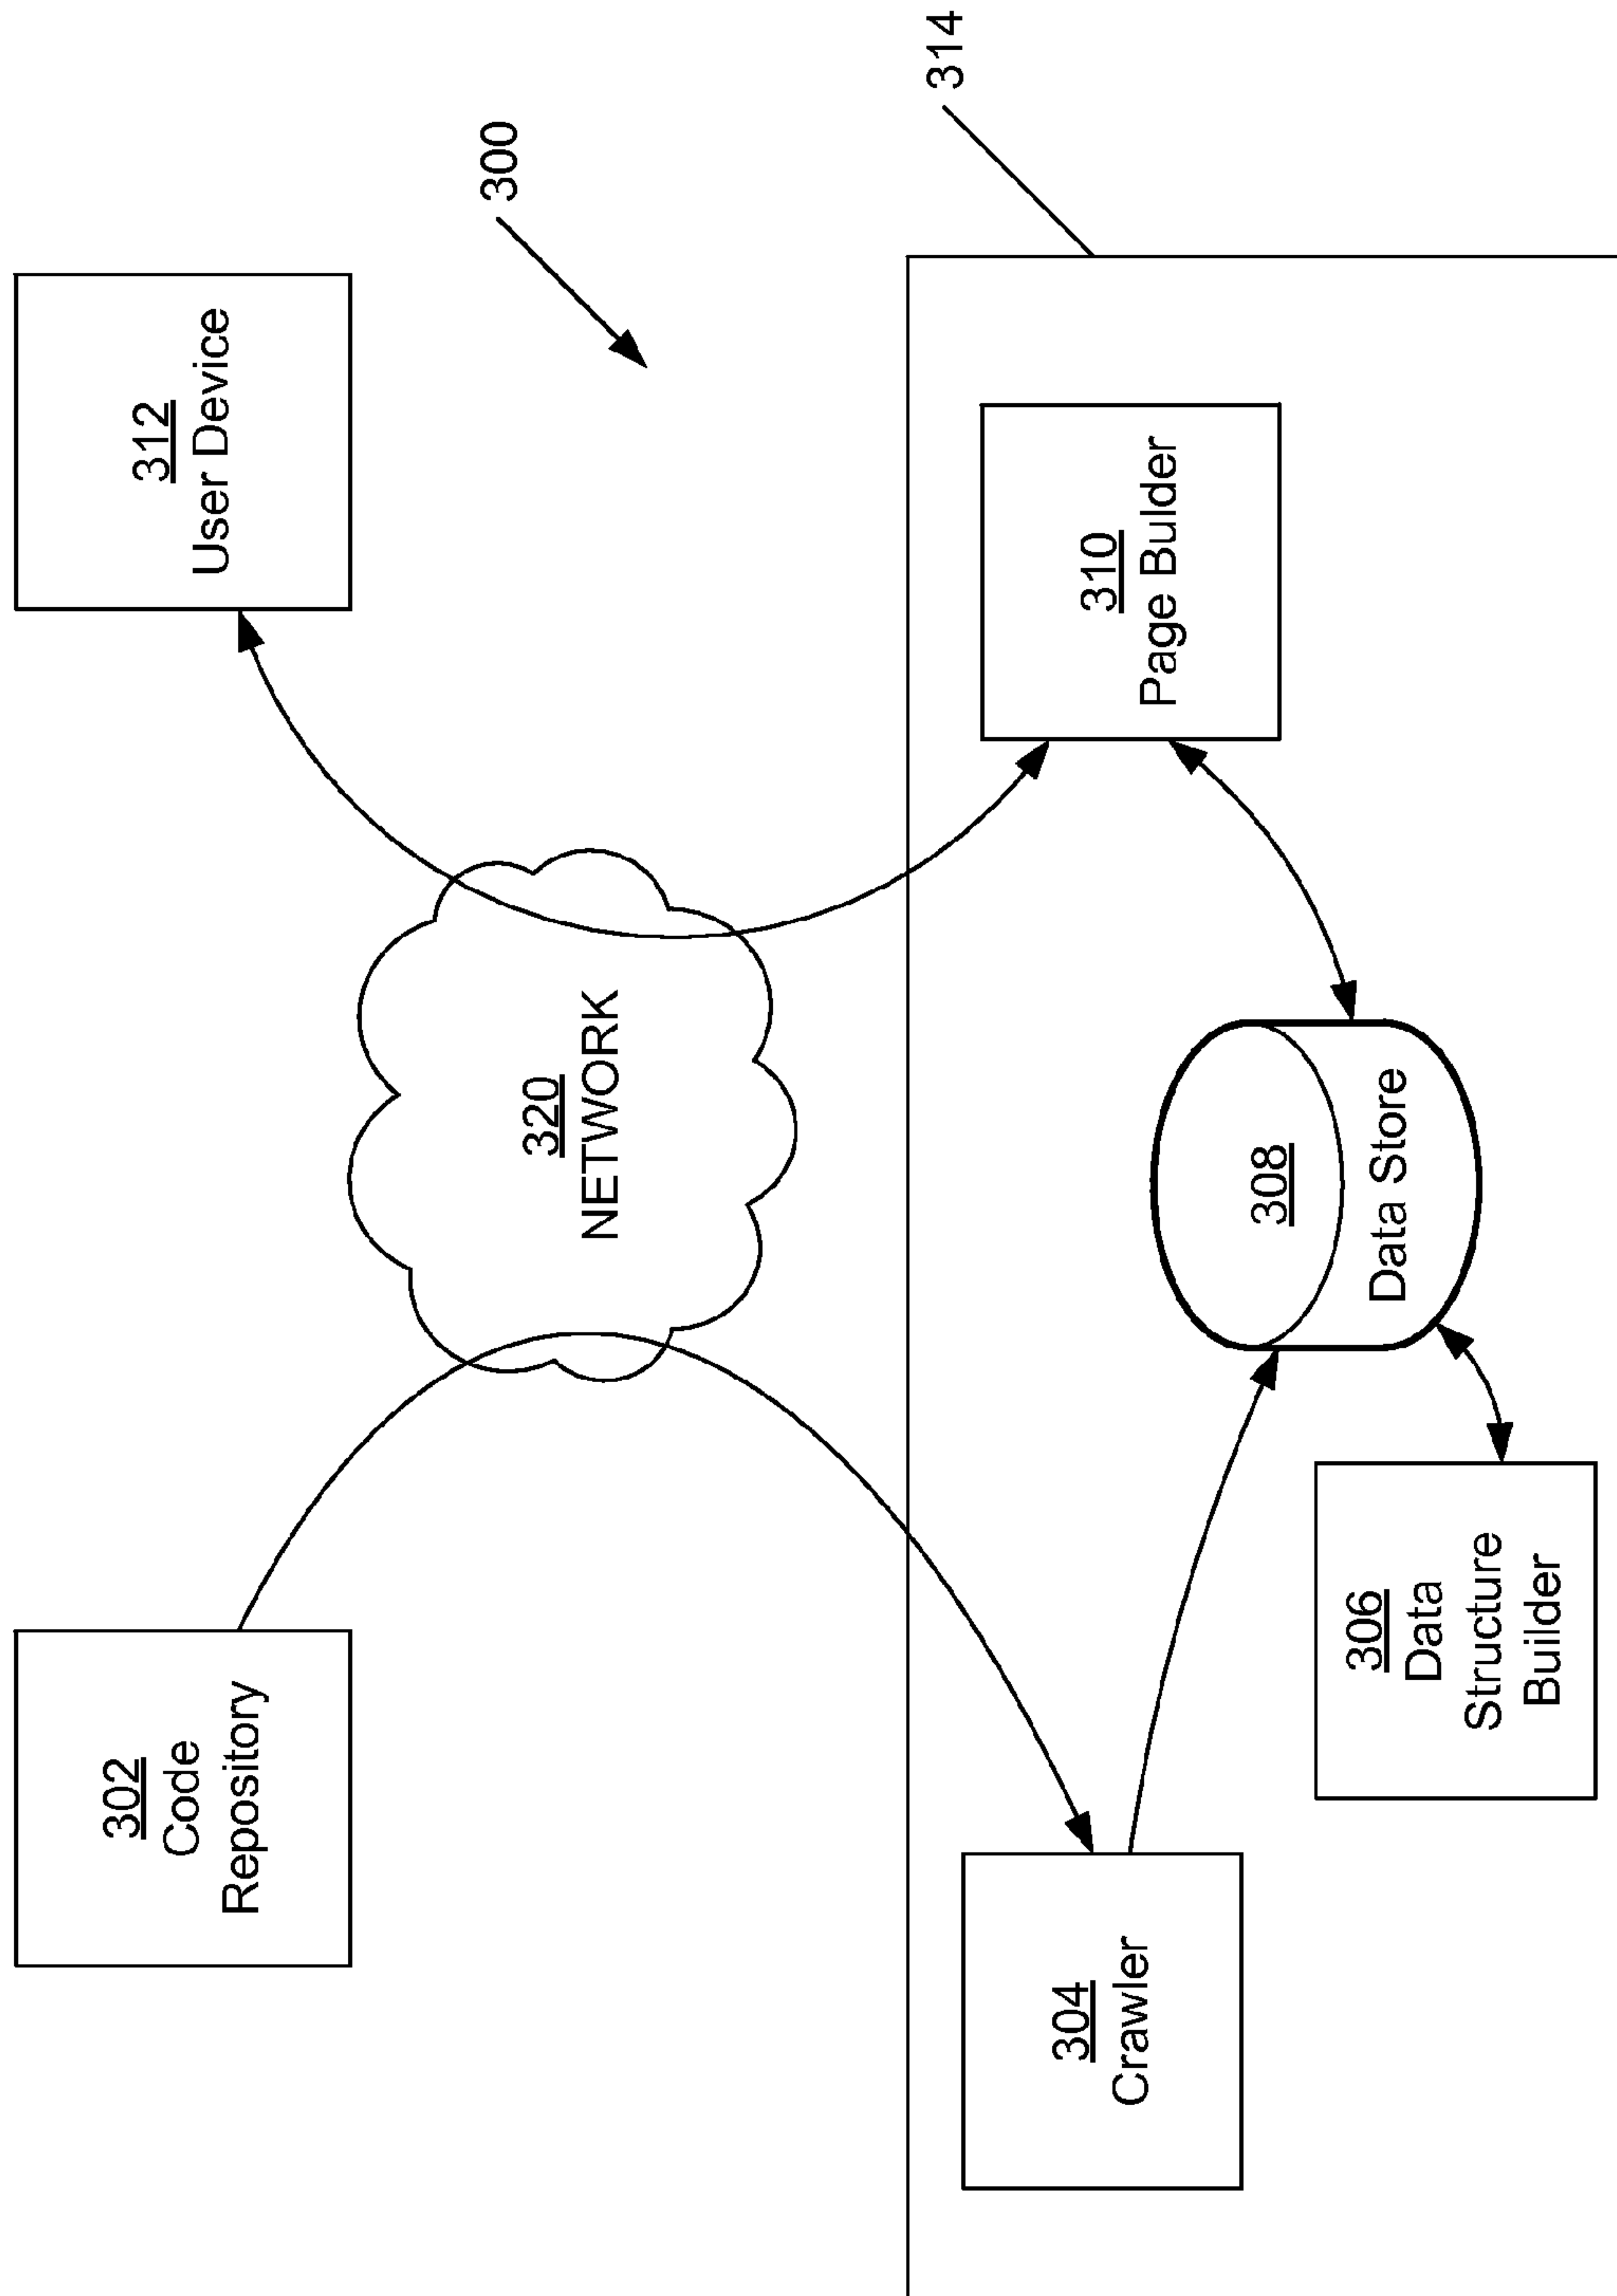 302
Code
Repository
312
User Device
300
320
NETWORK
314
304
Crawler
310
Page Bulder
308
Data Store
306
Data
Structure
Builder